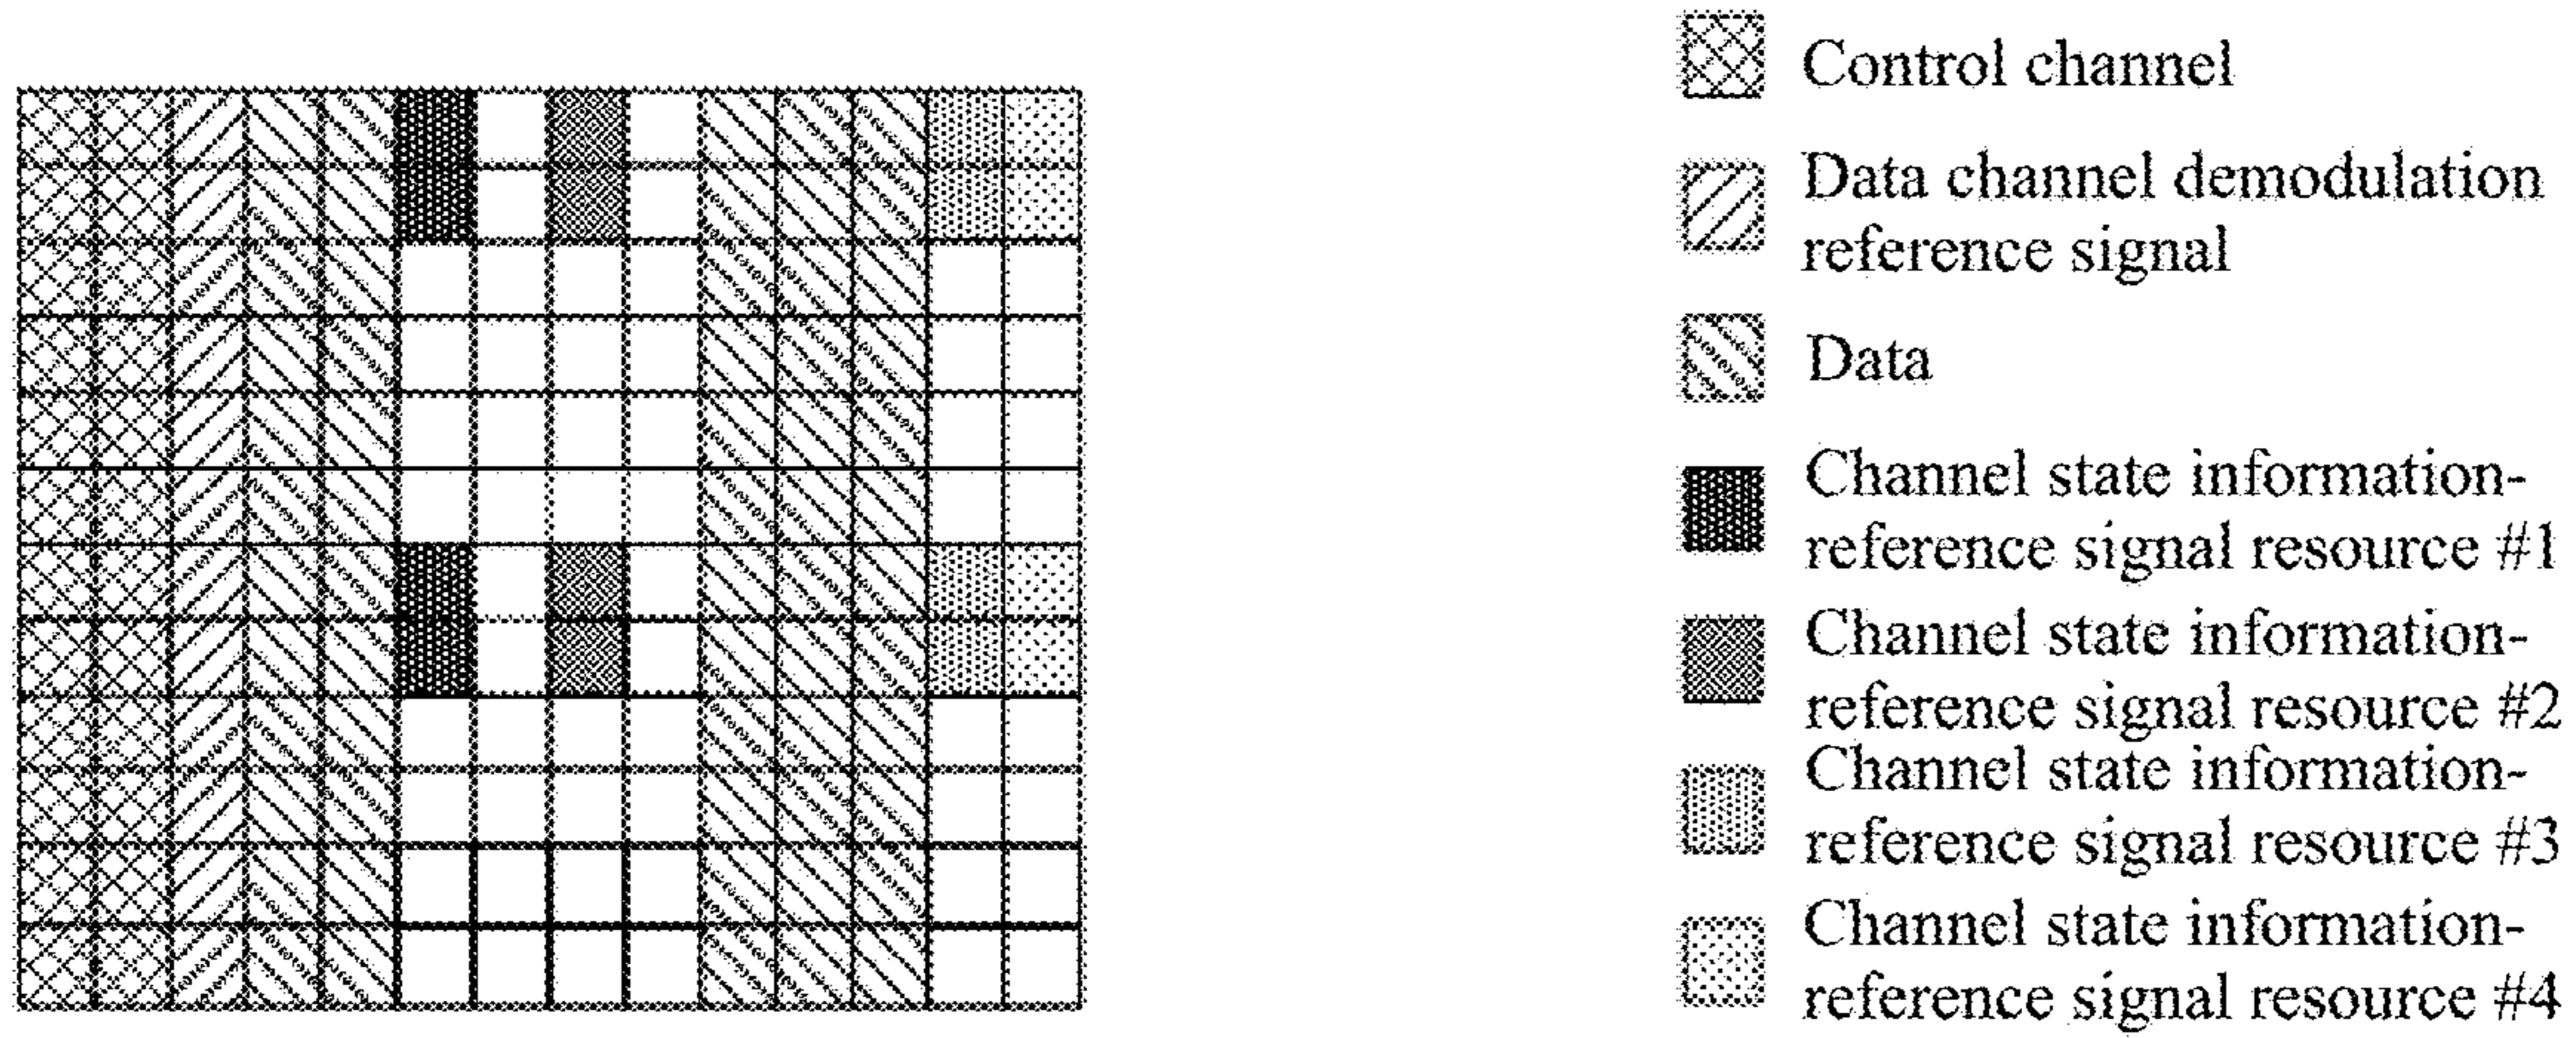 Control channel
Data channel demodulation
reference signal
Data
Channel state information-
reference signal resource #1
Channel state information-
reference signal resource #2
Channel state information-
reference signal resource #3
Channel state information-
reference signal resource #4